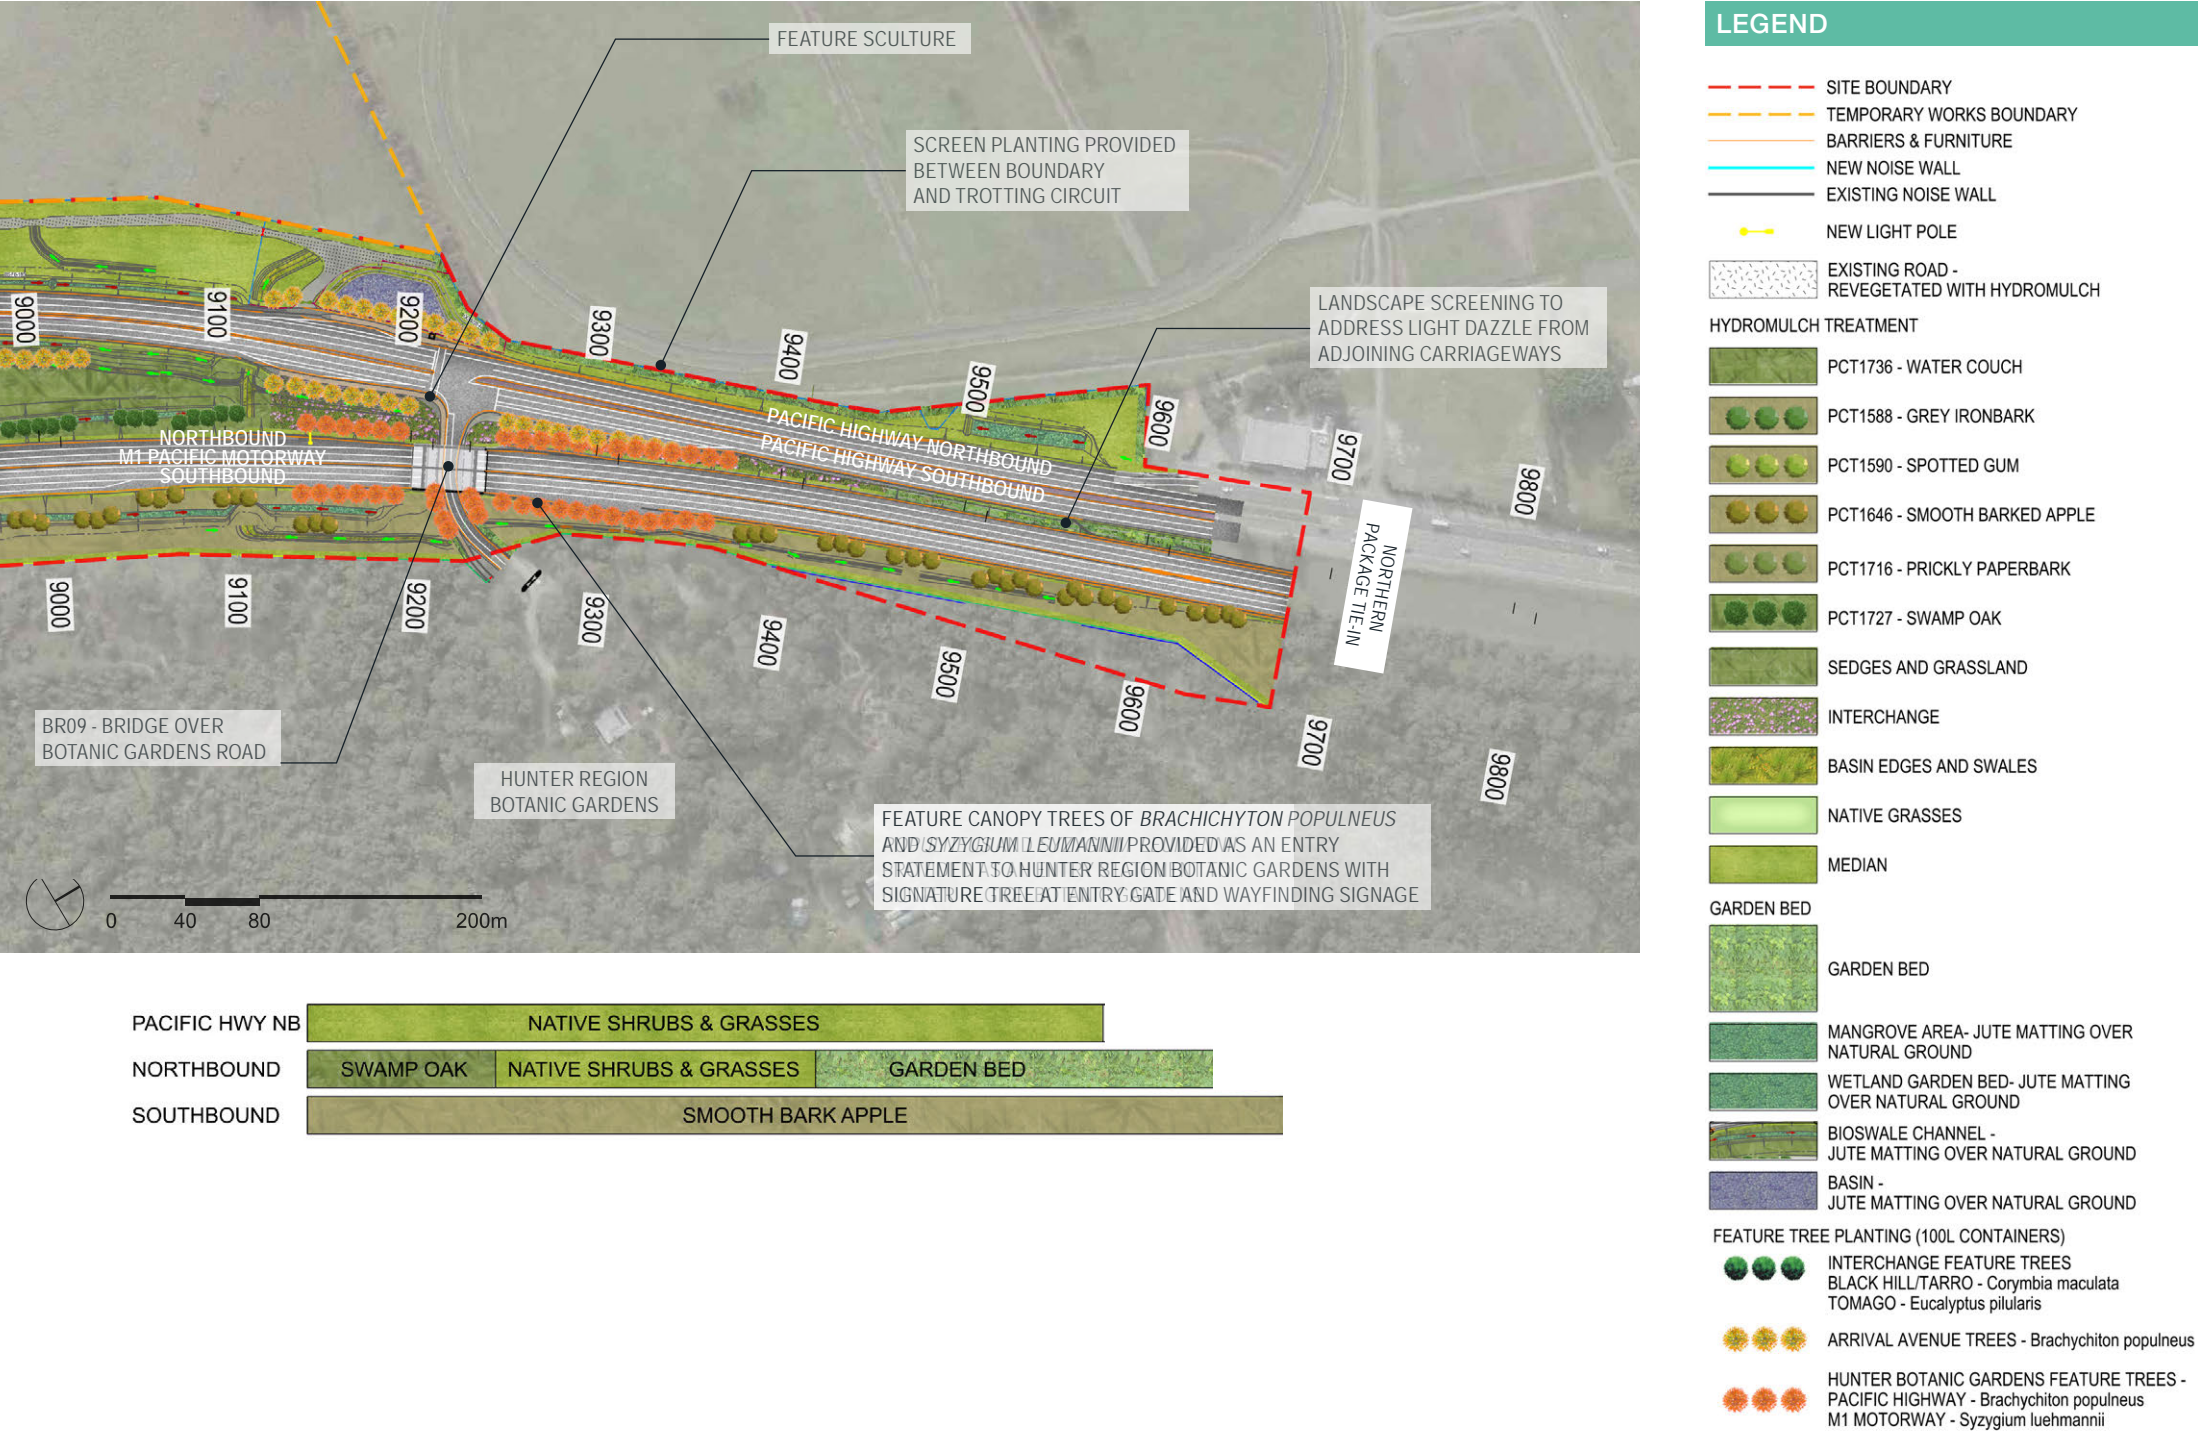 FEATURE SCULTURE
SCREEN PLANTING PROVIDED
BETWEEN BOUNDARY
AND TROTTING CIRCUIT
LANDSCAPE SCREENING TO
ADDRESS LIGHT DAZZLE FROM
ADJOINING CARRIAGEWAYS
9000
9100
9200
9300
9400
9500
9600
9700
9800
PACIFIC HIGHWAY NORTHBOUND
PACIFIC HIGHWAY SOUTHBOUND
NORTHBOUND
M1 PACIFIC MOTORWAY
SOUTHBOUND
NORTHERN
PACKAGE TIE-IN
9000
9100
9200
9300
9400
9500
9600
9700
9800
BR09 - BRIDGE OVER
BOTANIC GARDENS ROAD
HUNTER REGION
BOTANIC GARDENS
FEATURE CANOPY TREES OF BRACHICHYTON POPULNEUS
AND SYZYGIUM LEUMANNII PROVIDED AS AN ENTRY
STATEMENT TO HUNTER REGION BOTANIC GARDENS WITH
SIGNATURE TREE AT ENTRY GATE AND WAYFINDING SIGNAGE
0 40 80 200m
PACIFIC HWY NB NATIVE SHRUBS & GRASSES
NORTHBOUND SWAMP OAK NATIVE SHRUBS & GRASSES GARDEN BED
SOUTHBOUND SMOOTH BARK APPLE
LEGEND
SITE BOUNDARY
TEMPORARY WORKS BOUNDARY
BARRIERS & FURNITURE
NEW NOISE WALL
EXISTING NOISE WALL
NEW LIGHT POLE
EXISTING ROAD -
REVEGETATED WITH HYDROMULCH
HYDROMULCH TREATMENT
PCT1736 - WATER COUCH
PCT1588 - GREY IRONBARK
PCT1590 - SPOTTED GUM
PCT1646 - SMOOTH BARKED APPLE
PCT1716 - PRICKLY PAPERBARK
PCT1727 - SWAMP OAK
SEDGES AND GRASSLAND
INTERCHANGE
BASIN EDGES AND SWALES
NATIVE GRASSES
MEDIAN
GARDEN BED
GARDEN BED
MANGROVE AREA- JUTE MATTING OVER
NATURAL GROUND
WETLAND GARDEN BED- JUTE MATTING
OVER NATURAL GROUND
BIOSWALE CHANNEL -
JUTE MATTING OVER NATURAL GROUND
BASIN -
JUTE MATTING OVER NATURAL GROUND
FEATURE TREE PLANTING (100L CONTAINERS)
INTERCHANGE FEATURE TREES
BLACK HILL/TARRO - Corymbia maculata
TOMAGO - Eucalyptus pilularis
ARRIVAL AVENUE TREES - Brachychiton populneus
HUNTER BOTANIC GARDENS FEATURE TREES -
PACIFIC HIGHWAY - Brachychiton populneus
M1 MOTORWAY - Syzygium luehmannii